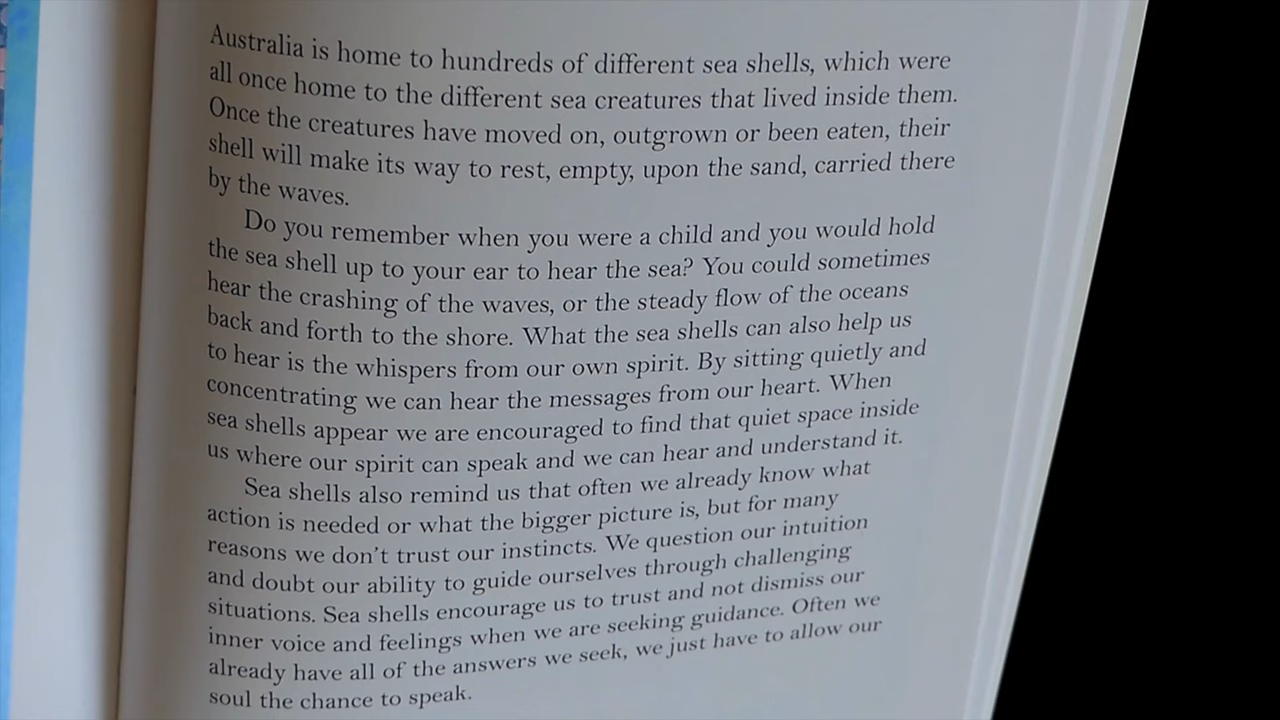 Australia is home to hundreds of different sea shells, which were
all once home to the different sea creatures that lived inside them.
Once the creatures have moved on, outgrown or been eaten, their
shell will make its way to rest, empty, upon the sand, carried there
by the waves.
Do you remember when you were a child and you would hold
the sea shell up to your ear to hear the sea? You could sometimes
hear the crashing of the waves, or the steady flow of the oceans
back and forth to the shore. What the sea shells can also help us
to hear is the whispers from our own spirit. By sitting quietly and
concentrating we can hear the messages from our heart. When
sea shells appear we are encouraged to find that quiet space inside
us where our spirit can speak and we can hear and understand it.
Sea shells also remind us that often we already know what
action is needed or what the bigger picture is, but for many
reasons we don't trust our instincts. We question our intuition
and doubt our ability to guide ourselves through challenging
situations. Sea shells encourage us to trust and not dismiss our
inner voice and feelings when we are seeking guidance. Often we
already have all of the answers we seek, we just have to allow our
soul the chance to speak.